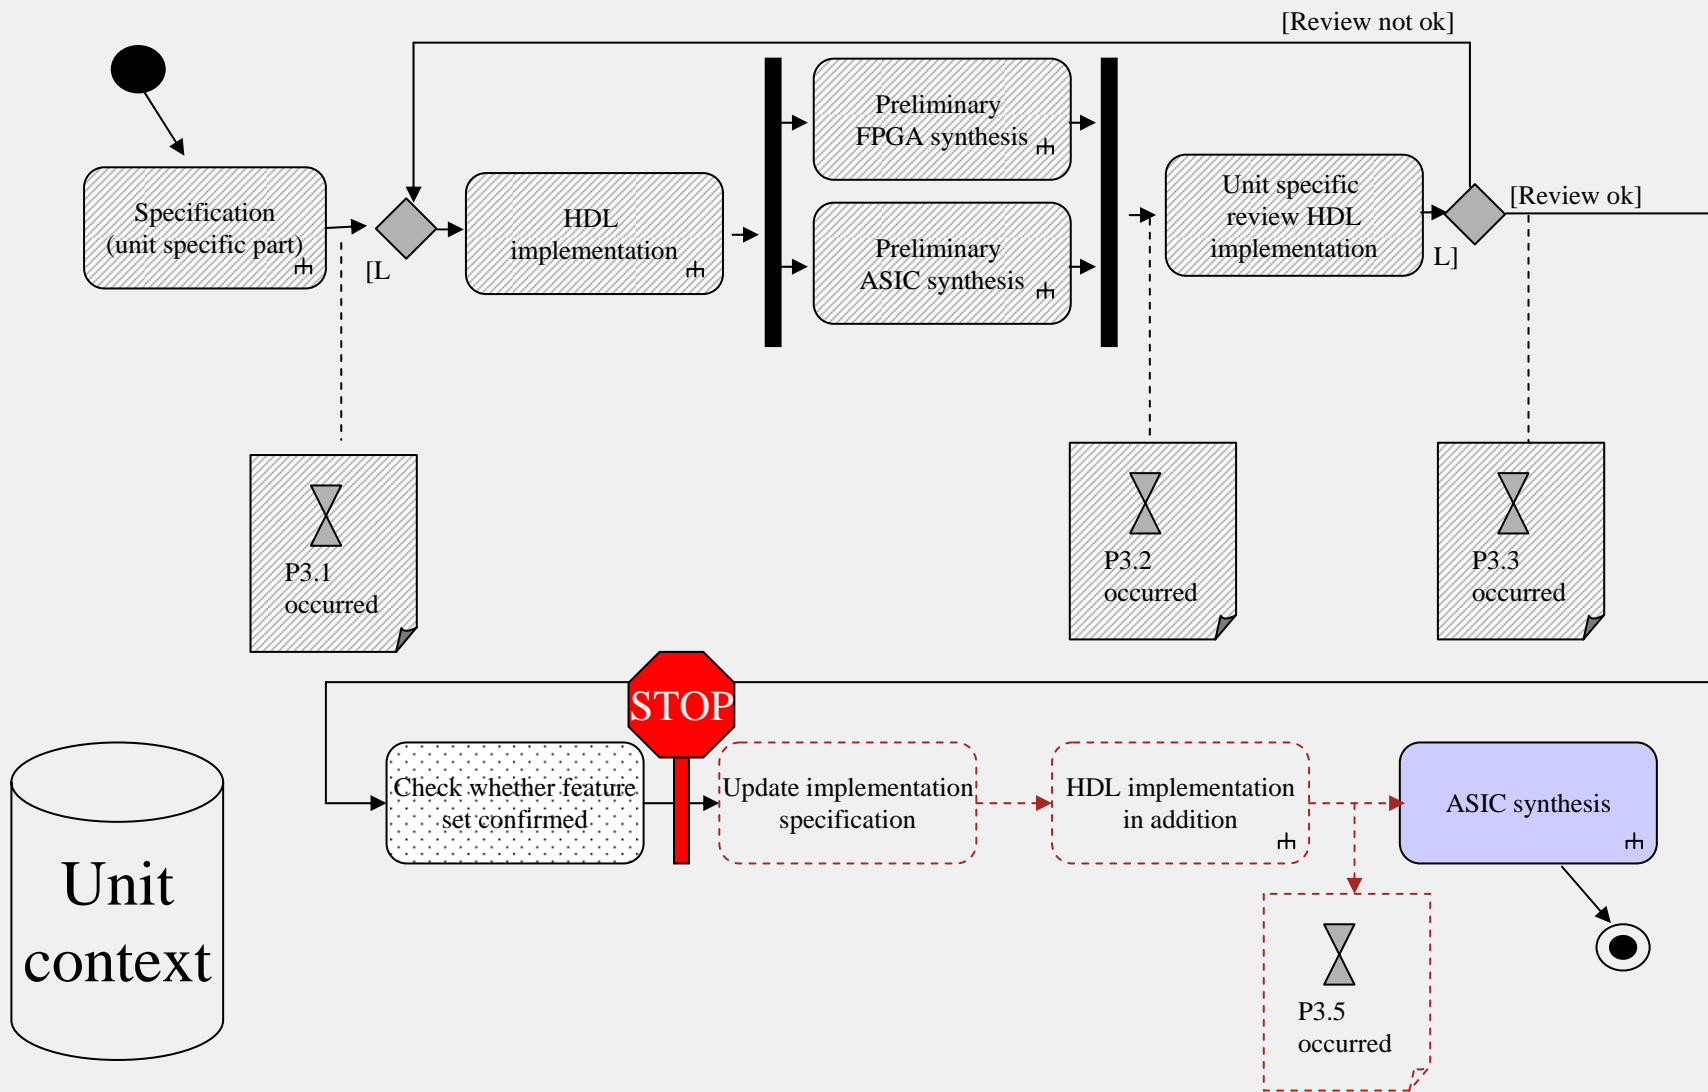 [Review not ok]
Preliminary
FPGA synthesis
Specification
(unit specific part)
[L
HDL
implementation
Preliminary
ASIC synthesis
Unit specific
review HDL
implementation
L]
[Review ok]
P3.1
occurred
P3.2
occurred
P3.3
occurred
STOP
Check whether feature
set confirmed
Update implementation
specification
HDL implementation
in addition
ASIC synthesis
Unit
context
P3.5
occurred